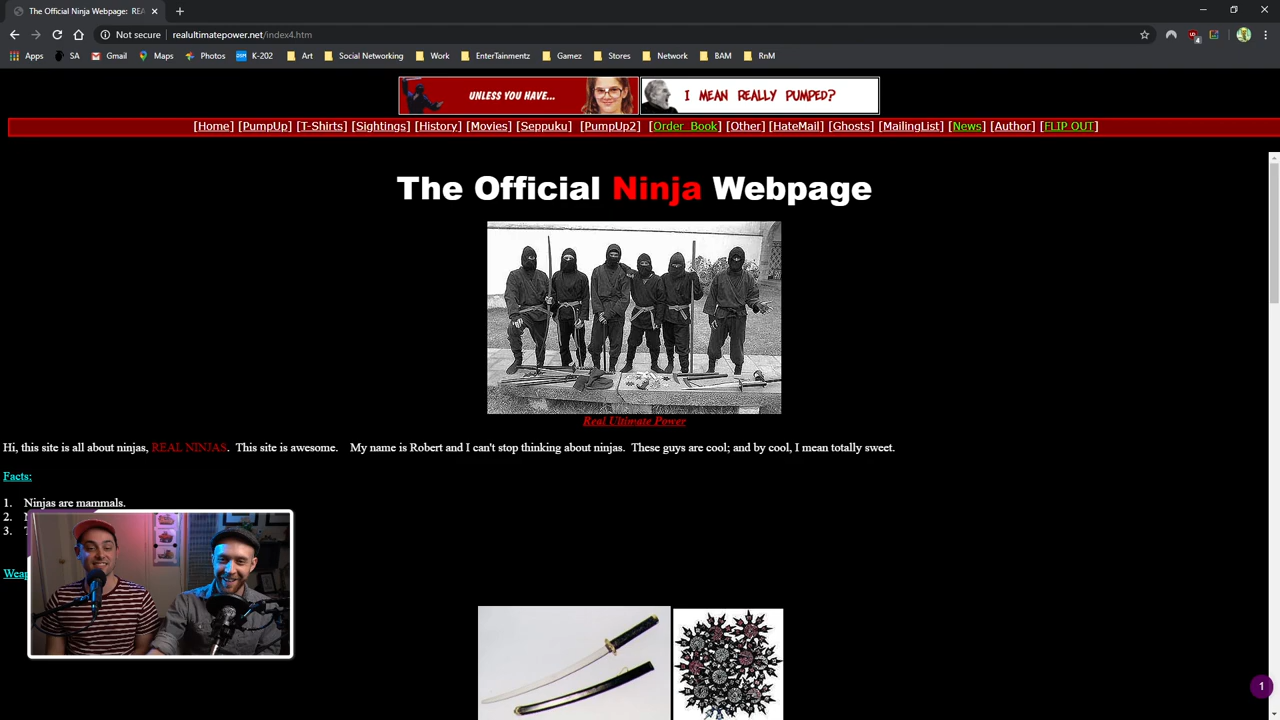 The Official Ninja Webpage: RE
Not secure
realultimatepower.net/index4.htm
Apps SA Gmail Maps Photos K-202 Art Social Networking Work EnterTainmentz Gamez Stores Network BAM RnM
UNLESS YOU HAVE... I MEAN REALLY PUMPED?
[Home] [PumpUp] [T-Shirts] [Sightings] [History] [Movies] [Seppuku] [PumpUp2] [Order Book] [Other] [HateMail] [Ghosts] [MailingList] [News] [Author] [FLIP OUT]
The Official Ninja Webpage
Real Ultimate Power
Hi, this site is all about ninjas, REAL NINJAS. This site is awesome. My name is Robert and I can't stop thinking about ninjas. These guys are cool; and by cool, I mean totally sweet.
Facts:
1. Ninjas are mammals.
2.
3.
1